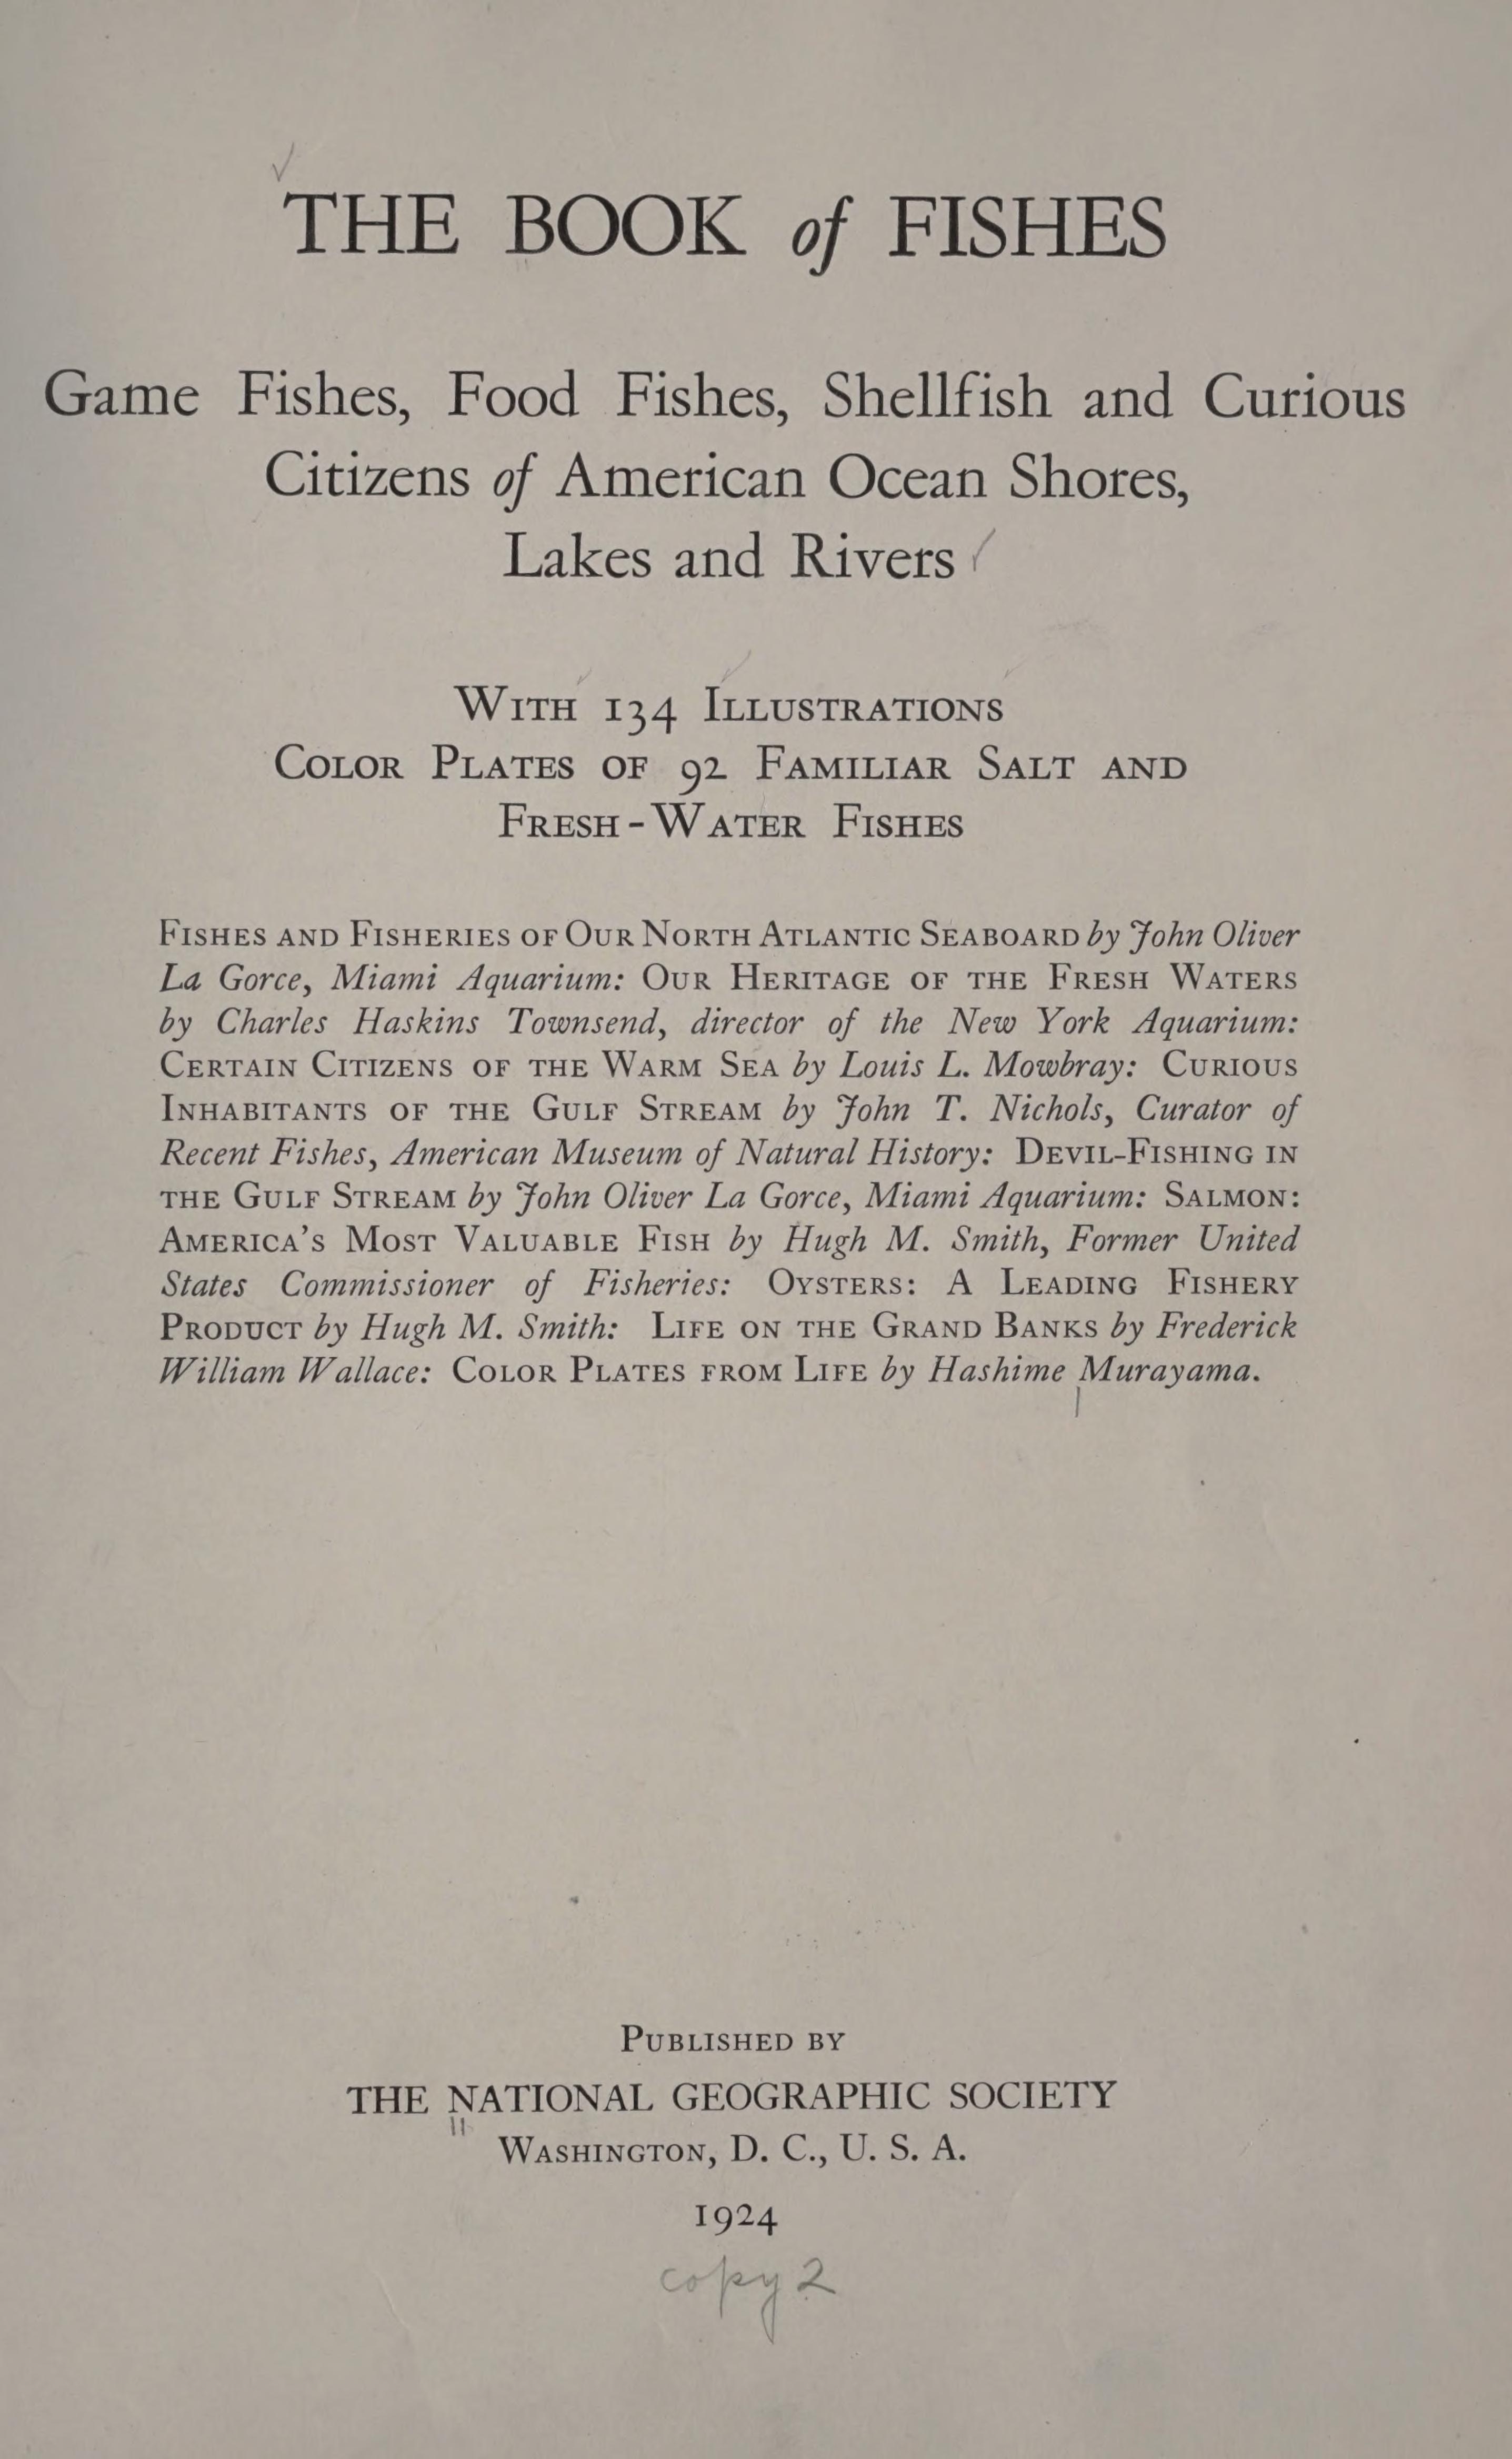 THE BOOK of FISHES
Game Fishes, Food Fishes, Shellfish and Curious
Citizens of American Ocean Shores,
Lakes and Rivers
WITH 134 ILLUSTRATIONS
COLOR PLATES OF 92 FAMILIAR SALT AND
FRESH-WATER FISHES
FISHES AND FISHERIES OF OUR NORTH ATLANTIC SEABOARD by John Oliver
La Gorce, Miami Aquarium: OUR HERITAGE OF THE FRESH WATERS
by Charles Haskins Townsend, director of the New York Aquarium:
CERTAIN CITIZENS OF THE WARM SEA by Louis L. Mowbray: CURIOUS
INHABITANTS OF THE GULF STREAM by John T. Nichols, Curator of
Recent Fishes, American Museum of Natural History: DEVIL-FISHING IN
THE GULF STREAM by John Oliver La Gorce, Miami Aquarium: SALMON:
AMERICA'S MOST VALUABLE FISH by Hugh M. Smith, Former United
States Commissioner of Fisheries: OYSTERS: A LEADING FISHERY
PRODUCT by Hugh M. Smith: LIFE ON THE GRAND BANKS by Frederick
William Wallace: COLOR PLATES FROM LIFE by Hashime Murayama.
PUBLISHED BY
THE NATIONAL GEOGRAPHIC SOCIETY
WASHINGTON, D. C., U. S. A.
1924
copy 2